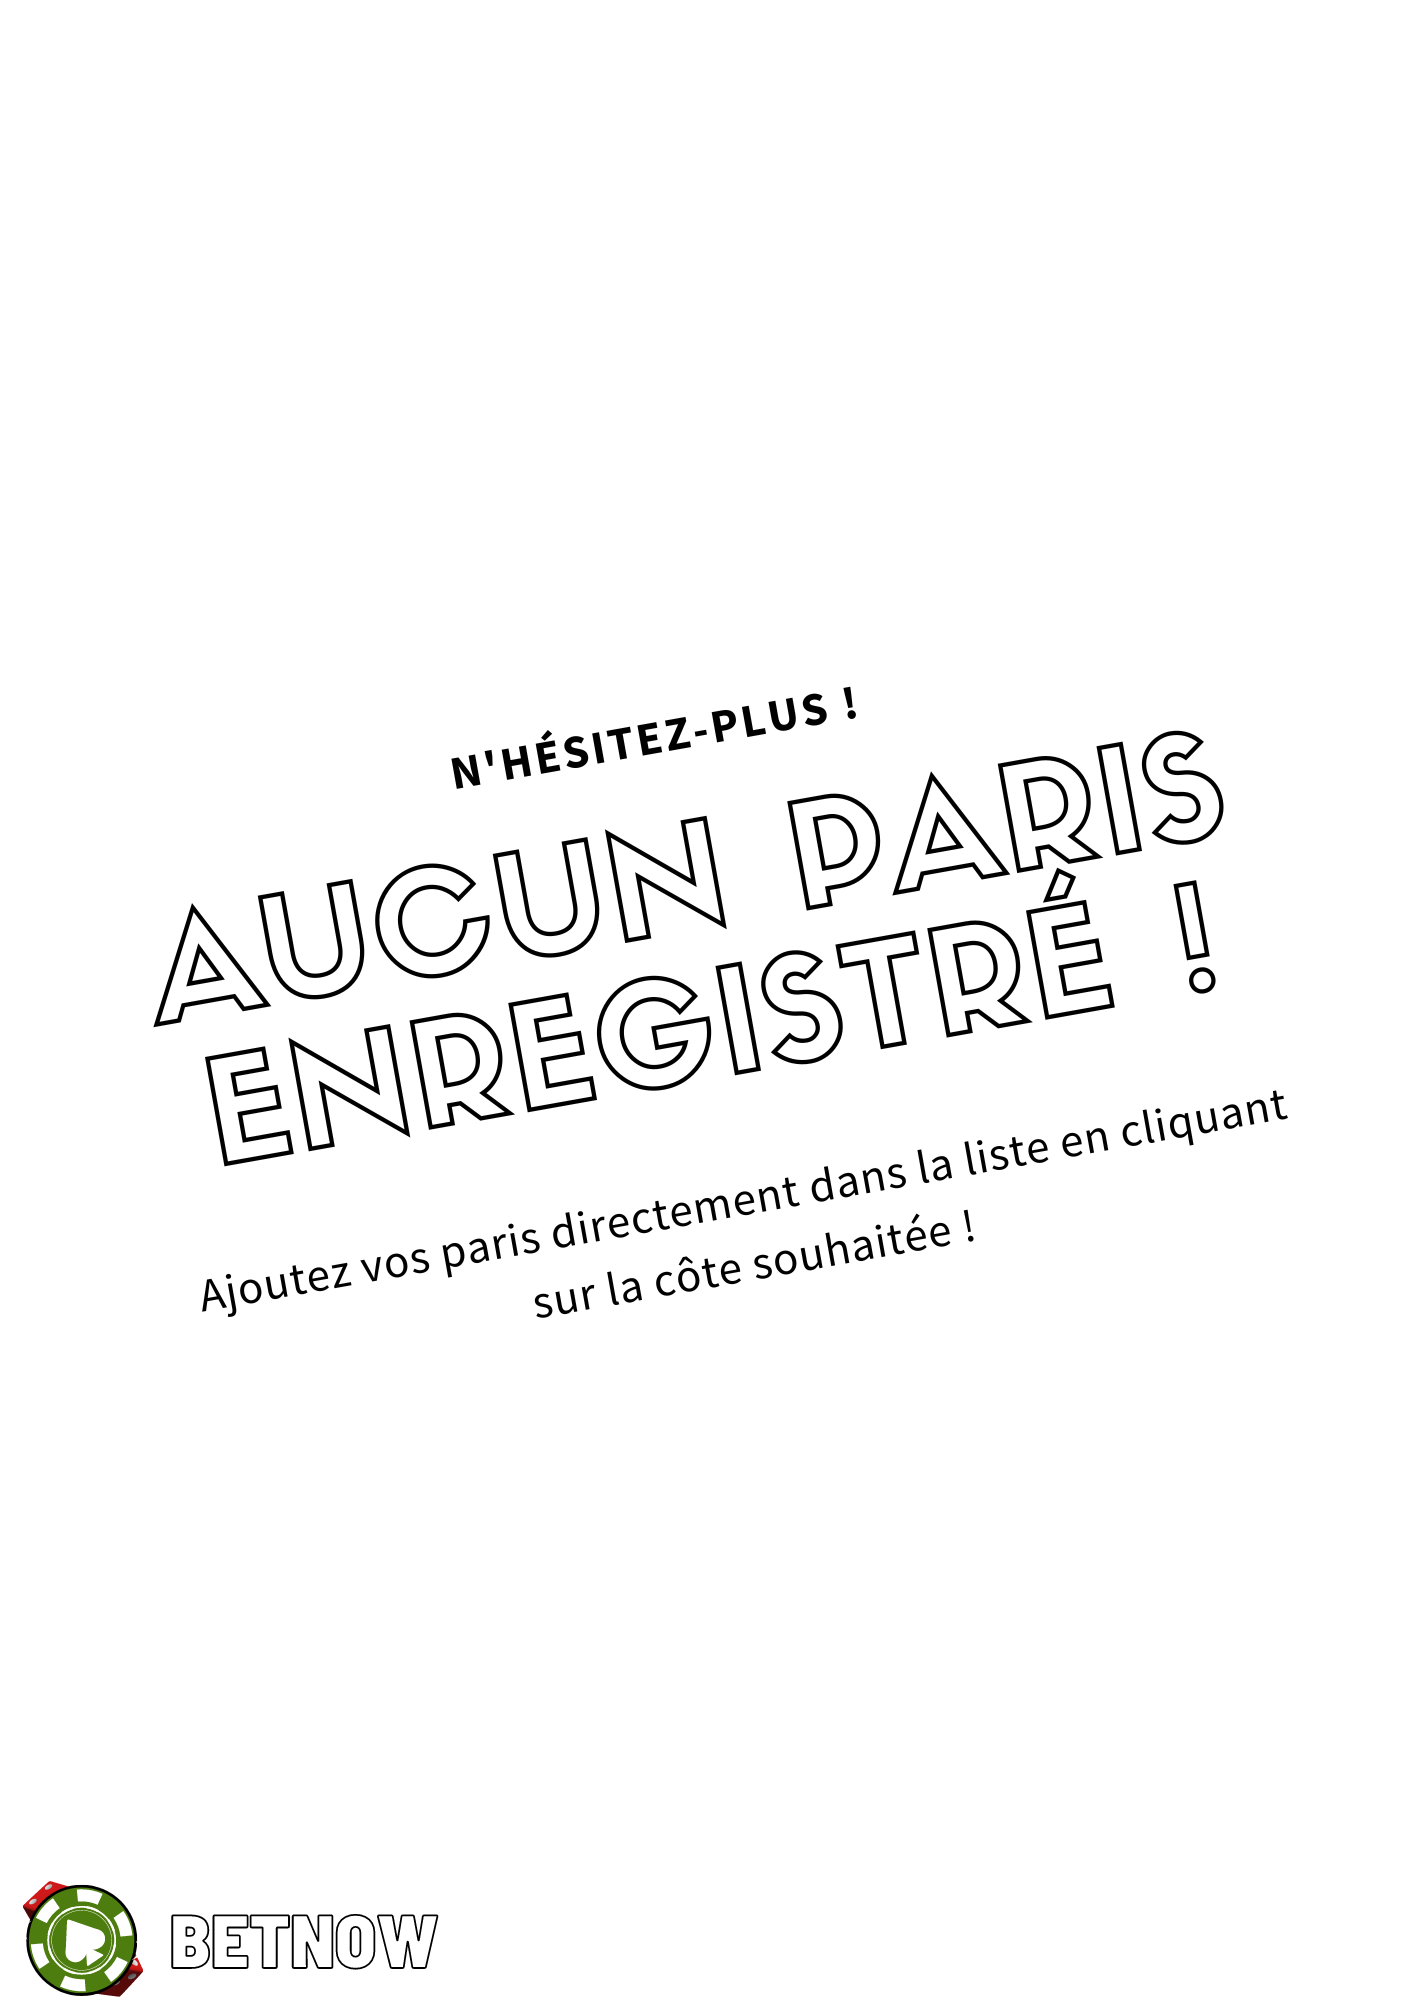 N'HÉSITEZ-PLUS !
AUCUN PARIS
ENREGISTRÉ !
Ajoutez vos paris directement dans la liste en cliquant
sur la côte souhaitée !
BETNOW